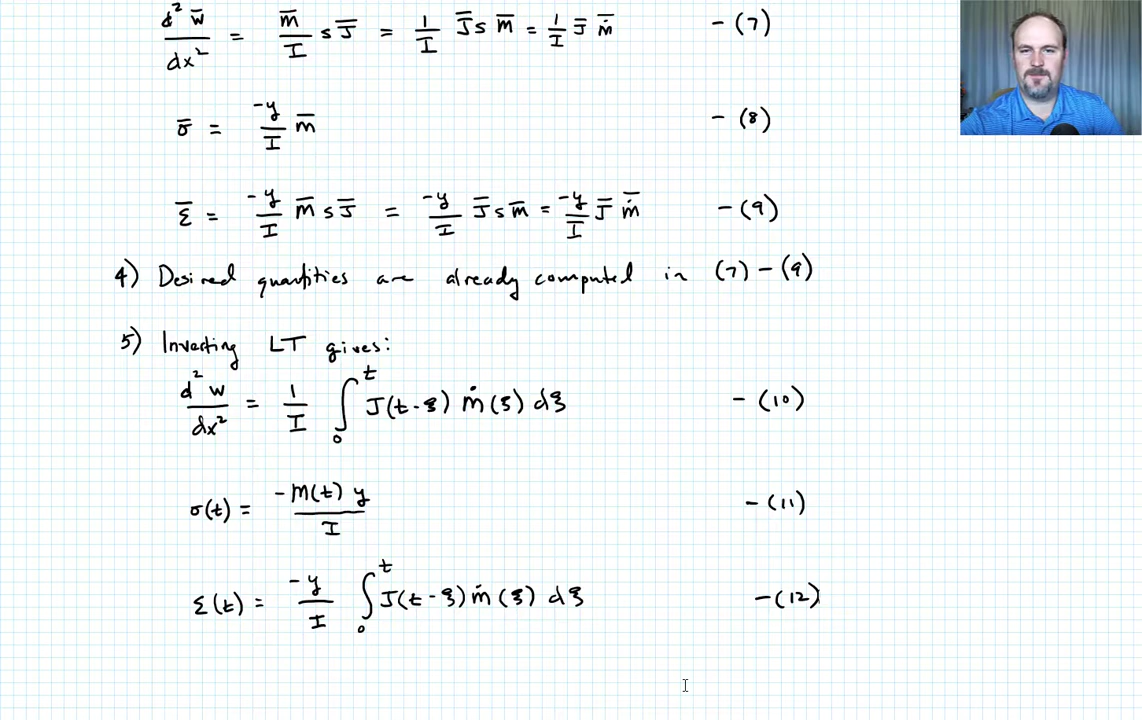 d²w̄/dx² = m̄/I s J̄ = 1/I J̄ s m̄ = 1/I J̄ ṁ̄ - (7)
σ̄ = -y/I m̄ - (8)
ε̄ = -y/I m̄ s J̄ = -y/I J̄ s m̄ = -y/I J̄ ṁ̄ - (9)
4) Desired quantities are already computed in (7) - (9)
5) Inverting LT gives:
d²w/dx² = 1/I ∫₀ᵗ J(t-ξ) ṁ(ξ) dξ - (10)
σ(t) = -m(t) y/I - (11)
ε(t) = -y/I ∫₀ᵗ J(t-ξ) ṁ(ξ) dξ - (12)